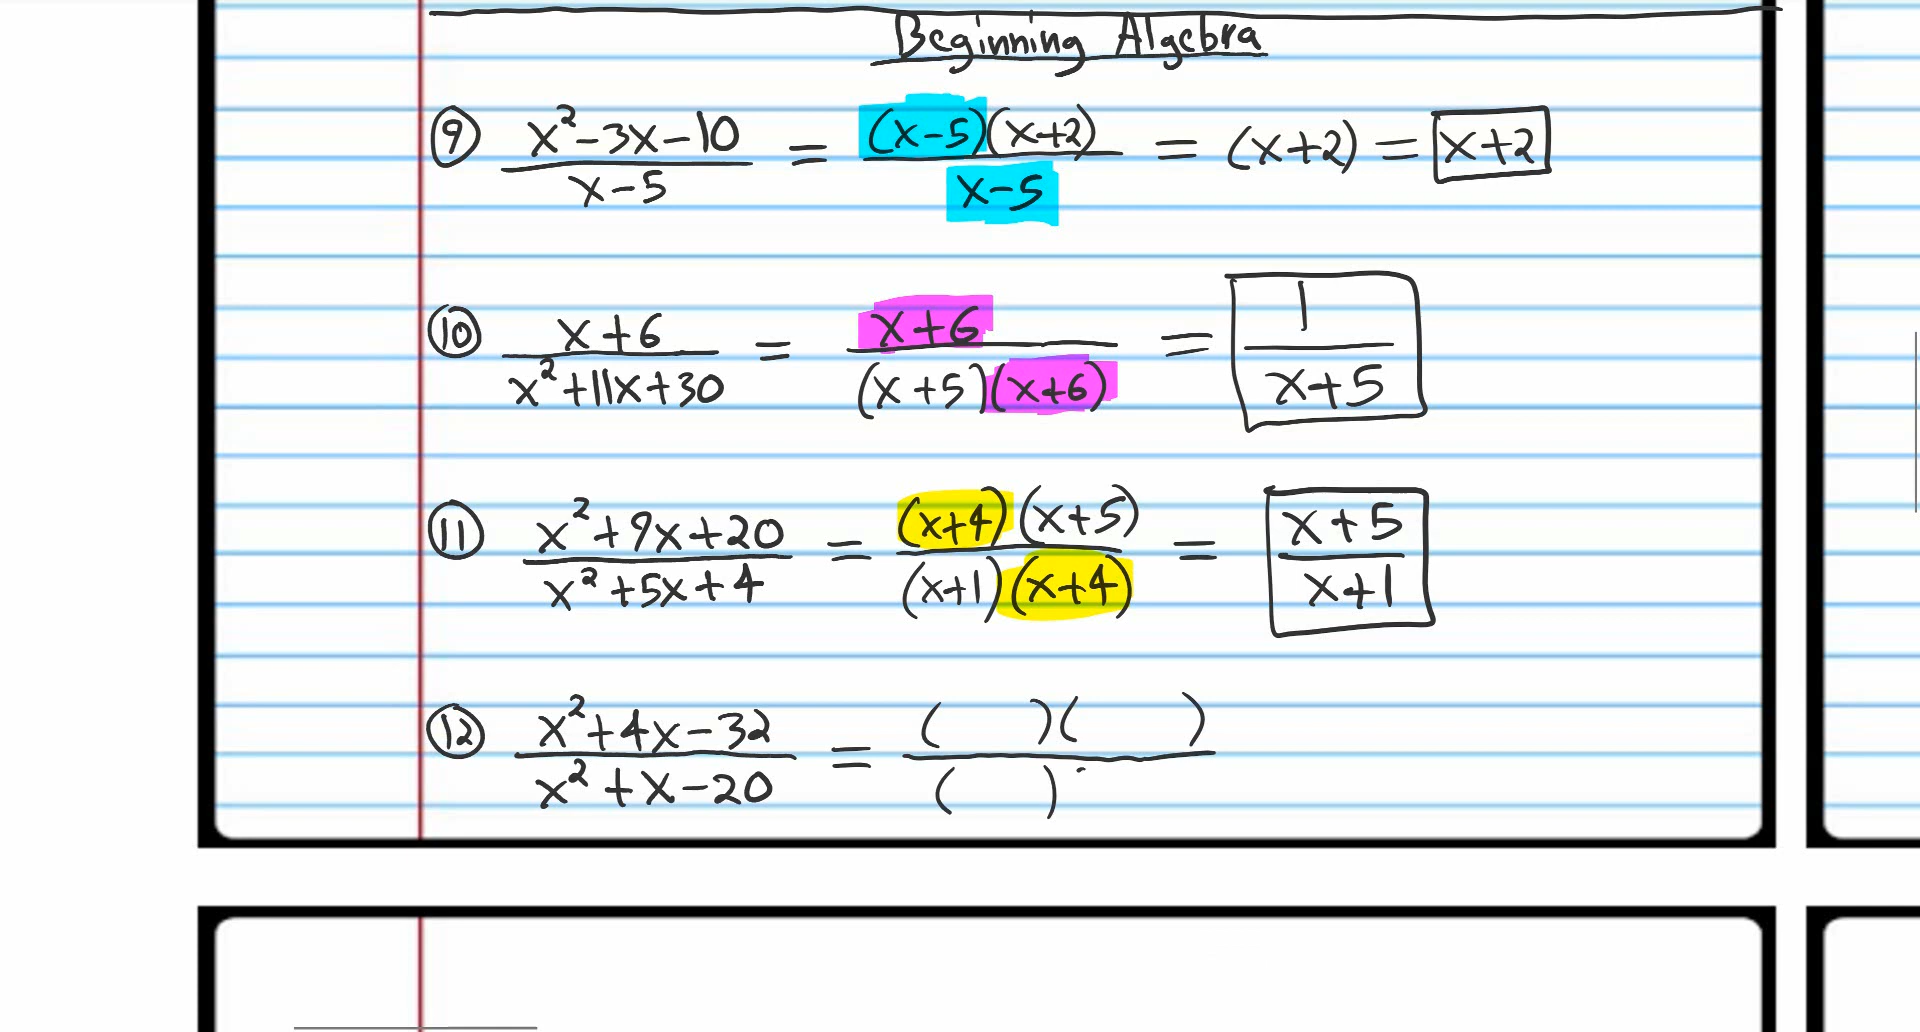 Beginning Algebra
⑨ x²-3x-10 / x-5 = (x-5)(x+2) / x-5 = (x+2) = x+2
⑩ x+6 / x²+11x+30 = x+6 / (x+5)(x+6) = 1 / x+5
⑪ x²+9x+20 / x²+5x+4 = (x+4)(x+5) / (x+1)(x+4) = x+5 / x+1
⑫ x²+4x-32 / x²+x-20 = ( )( ) / ( )